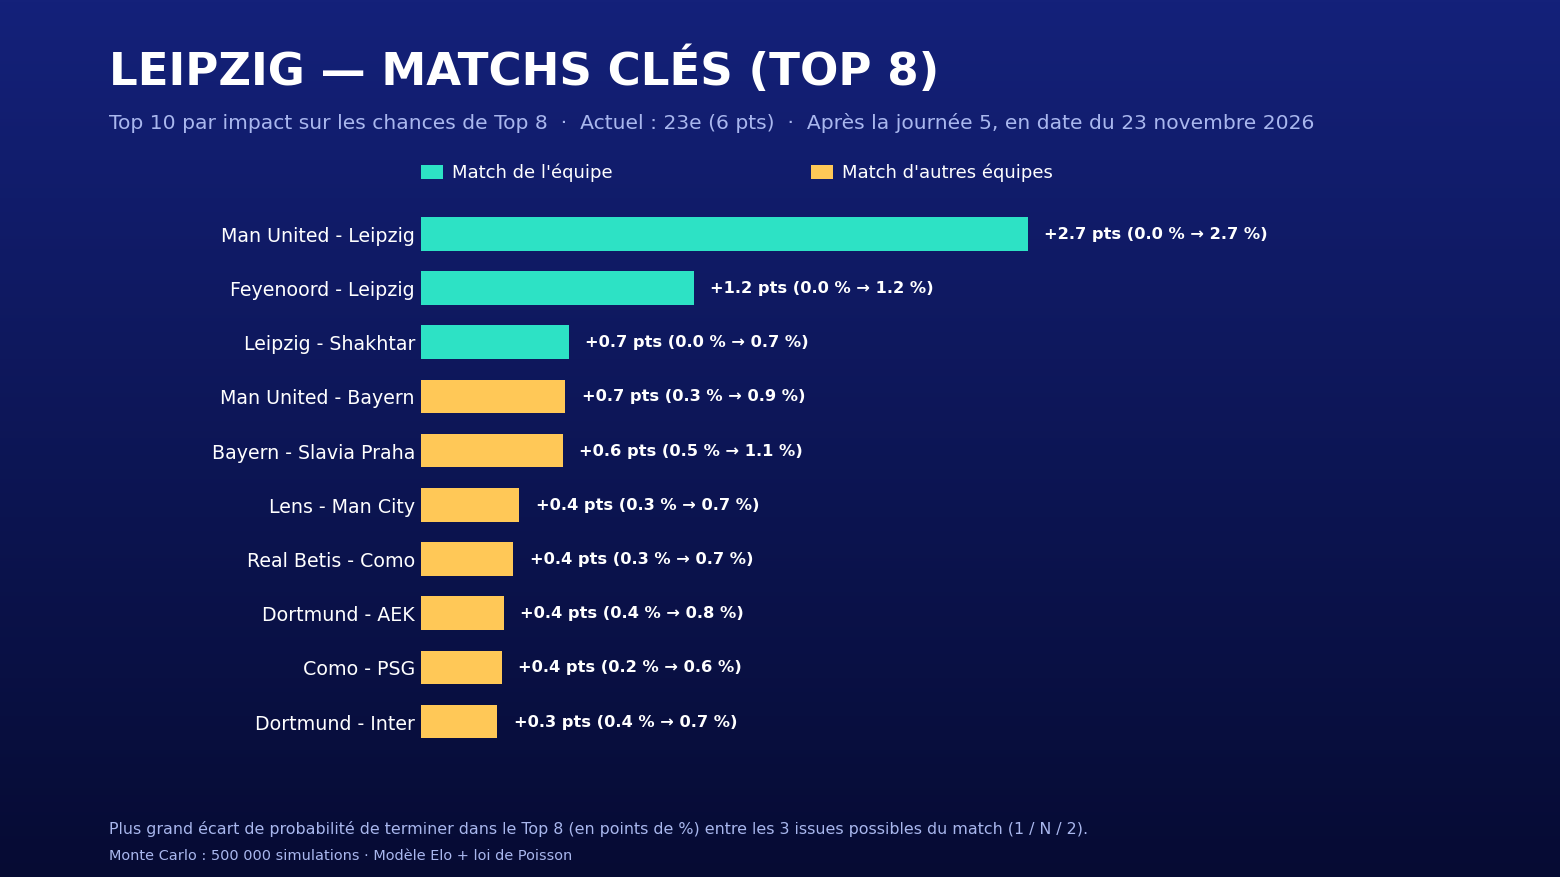 LEIPZIG — MATCHS CLÉS (TOP 8)
Top 10 par impact sur les chances de Top 8 · Actuel : 23e (6 pts) · Après la journée 5, en date du 23 novembre 2026
Match de l'équipe
Match d'autres équipes
Man United - Leipzig +2.7 pts (0.0 % → 2.7 %)
Feyenoord - Leipzig +1.2 pts (0.0 % → 1.2 %)
Leipzig - Shakhtar +0.7 pts (0.0 % → 0.7 %)
Man United - Bayern +0.7 pts (0.3 % → 0.9 %)
Bayern - Slavia Praha +0.6 pts (0.5 % → 1.1 %)
Lens - Man City +0.4 pts (0.3 % → 0.7 %)
Real Betis - Como +0.4 pts (0.3 % → 0.7 %)
Dortmund - AEK +0.4 pts (0.4 % → 0.8 %)
Como - PSG +0.4 pts (0.2 % → 0.6 %)
Dortmund - Inter +0.3 pts (0.4 % → 0.7 %)
Plus grand écart de probabilité de terminer dans le Top 8 (en points de %) entre les 3 issues possibles du match (1 / N / 2).
Monte Carlo : 500 000 simulations · Modèle Elo + loi de Poisson